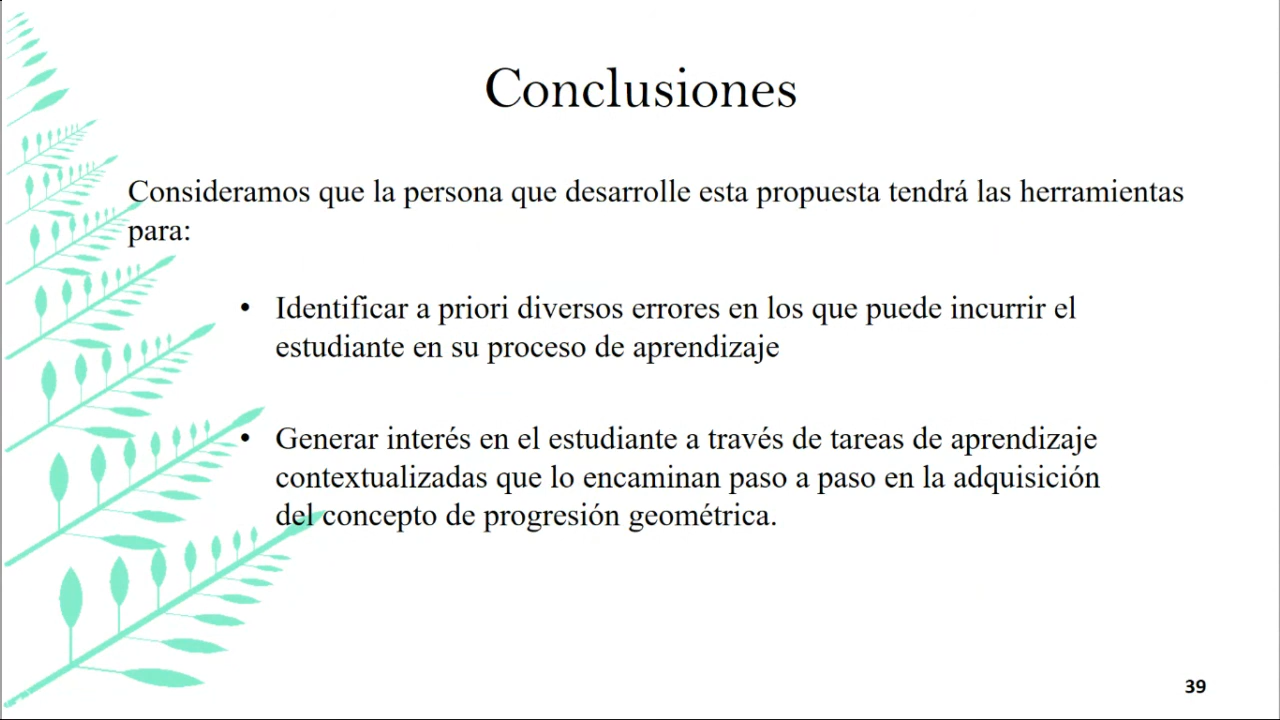 Conclusiones
Consideramos que la persona que desarrolle esta propuesta tendrá las herramientas
para:
• Identificar a priori diversos errores en los que puede incurrir el
estudiante en su proceso de aprendizaje
• Generar interés en el estudiante a través de tareas de aprendizaje
contextualizadas que lo encaminan paso a paso en la adquisición
del concepto de progresión geométrica.
39